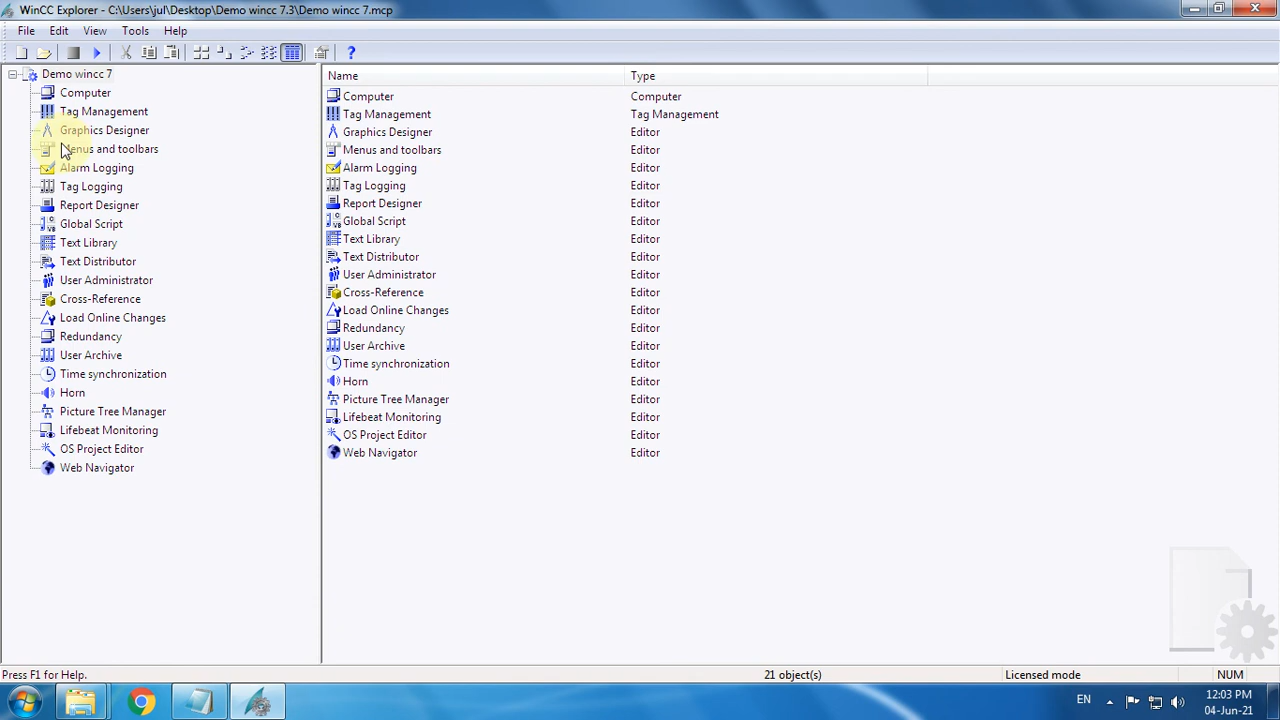 WinCC Explorer - C:\Users\jul\Desktop\Demo wincc 7.3\Demo wincc 7.mcp
File Edit View Tools Help
Demo wincc 7
Computer
Tag Management
Graphics Designer
Menus and toolbars
Alarm Logging
Tag Logging
Report Designer
Global Script
Text Library
Text Distributor
User Administrator
Cross-Reference
Load Online Changes
Redundancy
User Archive
Time synchronization
Horn
Picture Tree Manager
Lifebeat Monitoring
OS Project Editor
Web Navigator
Name Type
Computer Computer
Tag Management Tag Management
Graphics Designer Editor
Menus and toolbars Editor
Alarm Logging Editor
Tag Logging Editor
Report Designer Editor
Global Script Editor
Text Library Editor
Text Distributor Editor
User Administrator Editor
Cross-Reference Editor
Load Online Changes Editor
Redundancy Editor
User Archive Editor
Time synchronization Editor
Horn Editor
Picture Tree Manager Editor
Lifebeat Monitoring Editor
OS Project Editor Editor
Web Navigator Editor
Press F1 for Help. 21 object(s) Licensed mode NUM
EN 12:03 PM
04-Jun-21